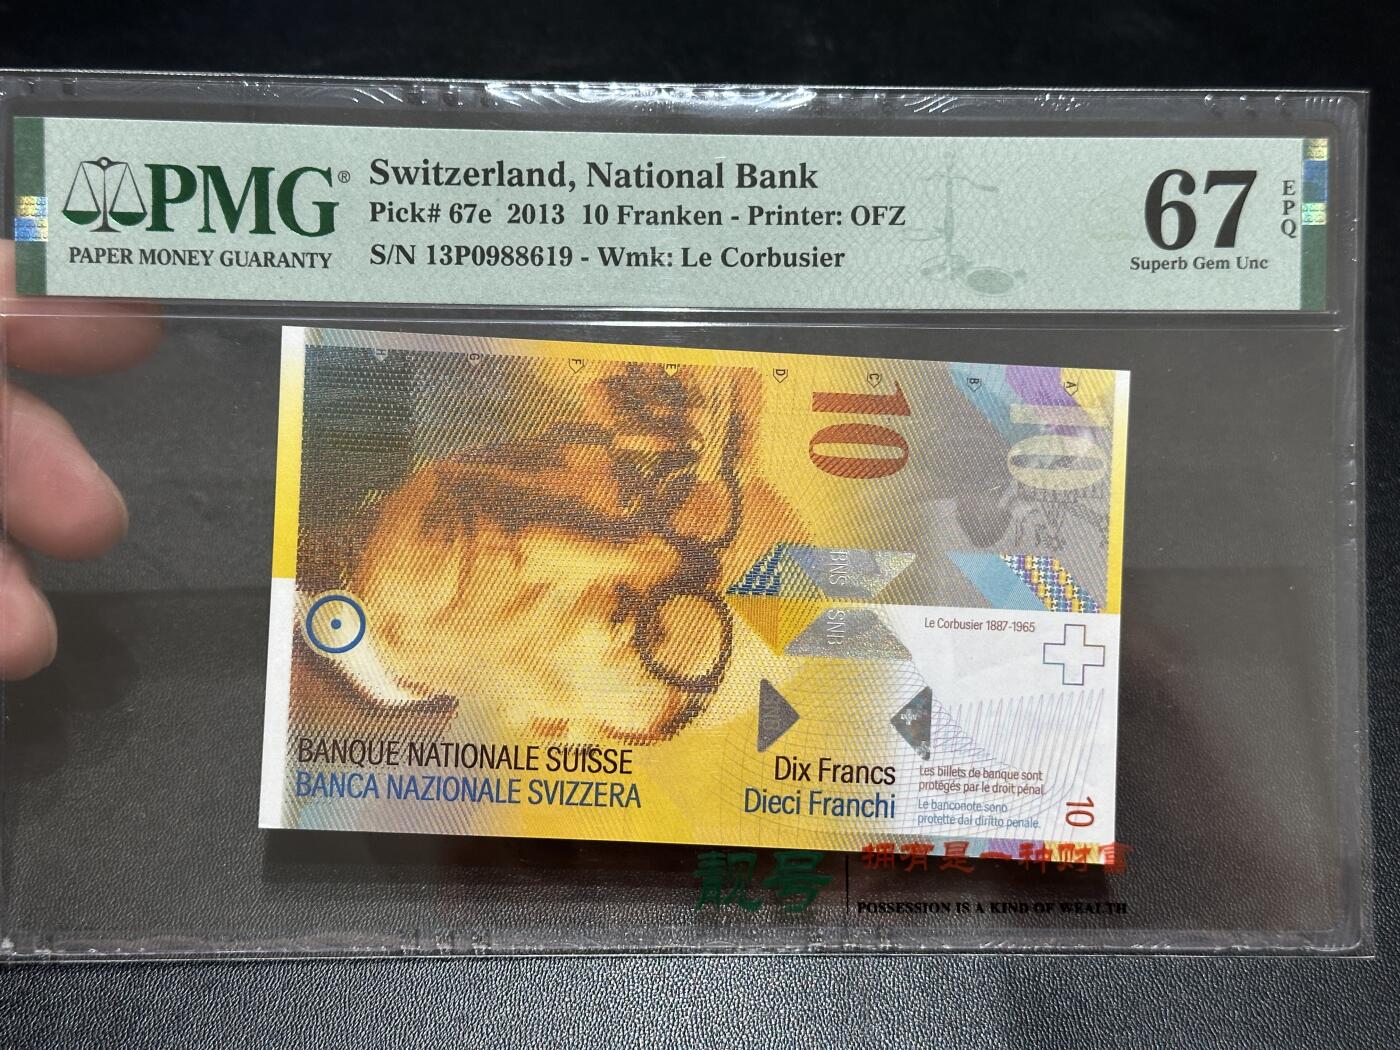 PMG®
PAPER MONEY GUARANTY
Switzerland, National Bank
Pick# 67e 2013 10 Franken - Printer: OFZ
S/N 13P0988619 - Wmk: Le Corbusier
67
EPQ
Superb Gem Unc
H G F E D C B A
10
10
BNS
SNB
Le Corbusier 1887-1965
BANQUE NATIONALE SUISSE
BANCA NAZIONALE SVIZZERA
Dix Francs
Dieci Franchi
Les billets de banque sont
protégés par le droit pénal.
Le banconote sono
protette dal diritto penale.
10
靓号
拥有是一种财富
POSSESSION IS A KIND OF WEALTH